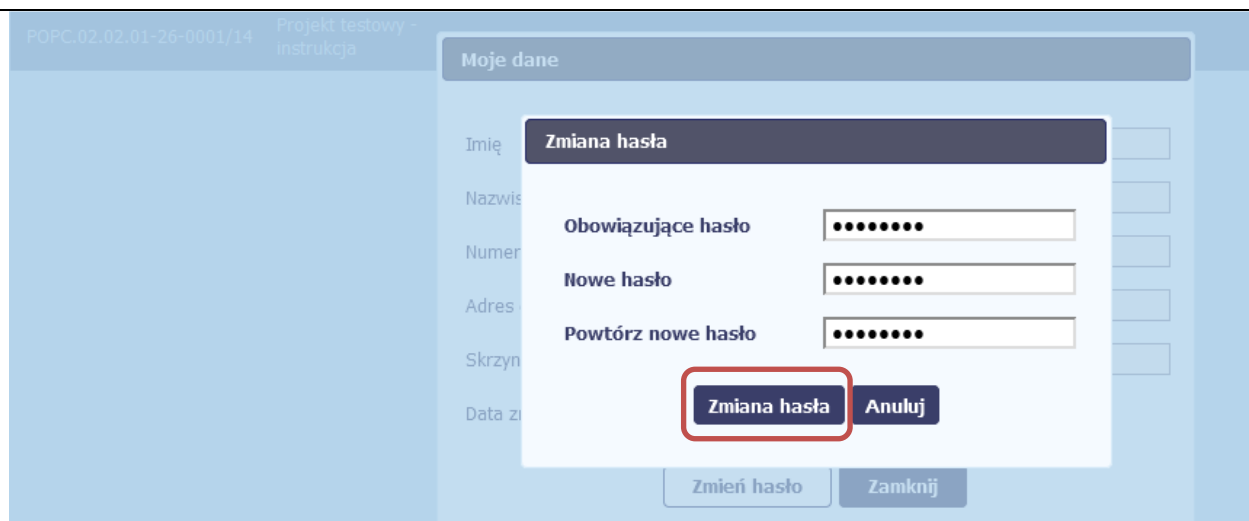 POPC.02.02.01-26-0001/14
Projekt testowy -
instrukcja
Moje dane
Imię
Zmiana hasła
Nazwis
Obowiązujące hasło ●●●●●●●●
Numer
Nowe hasło ●●●●●●●●
Adres
Powtórz nowe hasło ●●●●●●●●
Skrzyn
Zmiana hasła Anuluj
Data z
Zmień hasło Zamknij